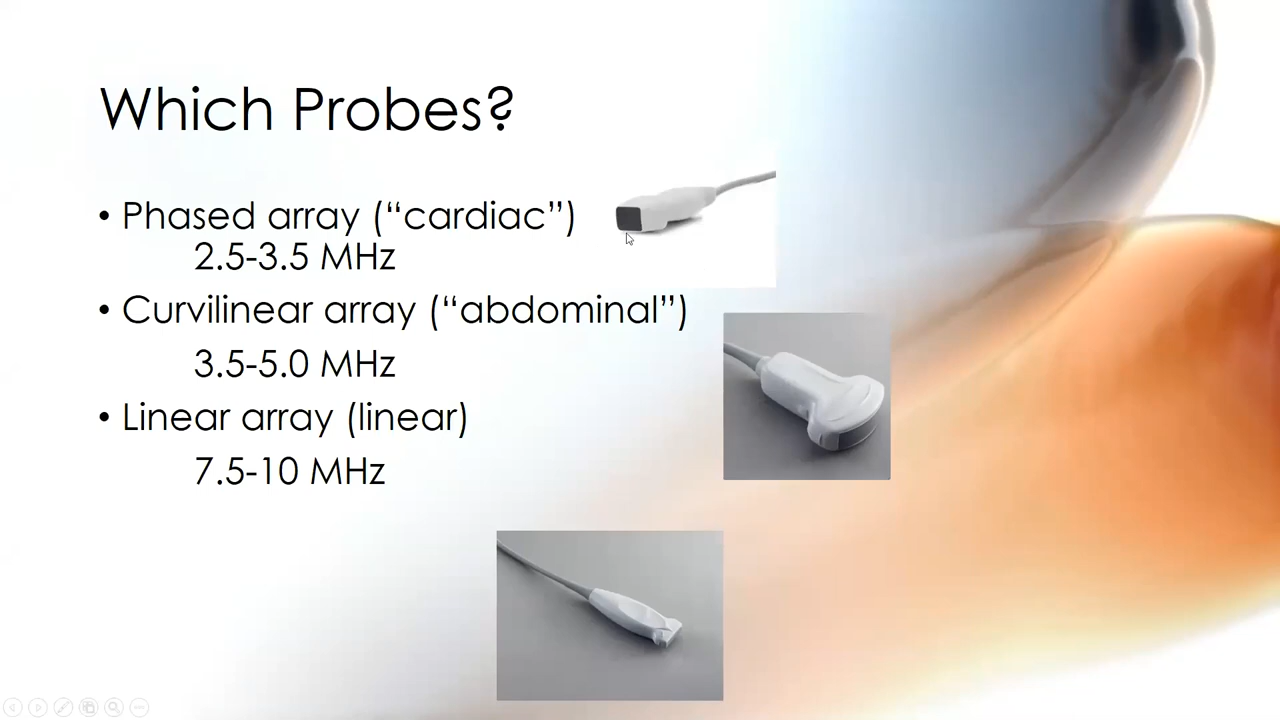 Which Probes?
• Phased array (“cardiac”)
2.5-3.5 MHz
• Curvilinear array (“abdominal”)
3.5-5.0 MHz
• Linear array (linear)
7.5-10 MHz